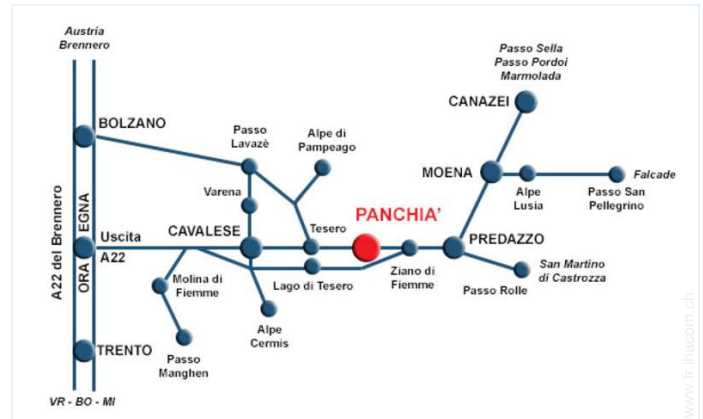 Austria
Brennero
BOLZANO
A22 del Brennero
ORA EGNA
Uscita
A22
TRENTO
VR - BO - MI
Passo
Lavazè
Alpe di
Pampeago
Varena
CAVALESE
Tesero
PANCHIA'
Molina di
Fiemme
Lago di Tesero
Ziano di
Fiemme
Alpe
Cermis
Passo
Manghen
Passo Sella
Passo Pordoi
Marmolada
CANAZEI
MOENA
Alpe
Lusia
Passo San
Pellegrino
Falcade
PREDAZZO
Passo Rolle
San Martino
di Castrozza
www.fr.ihacom.ch